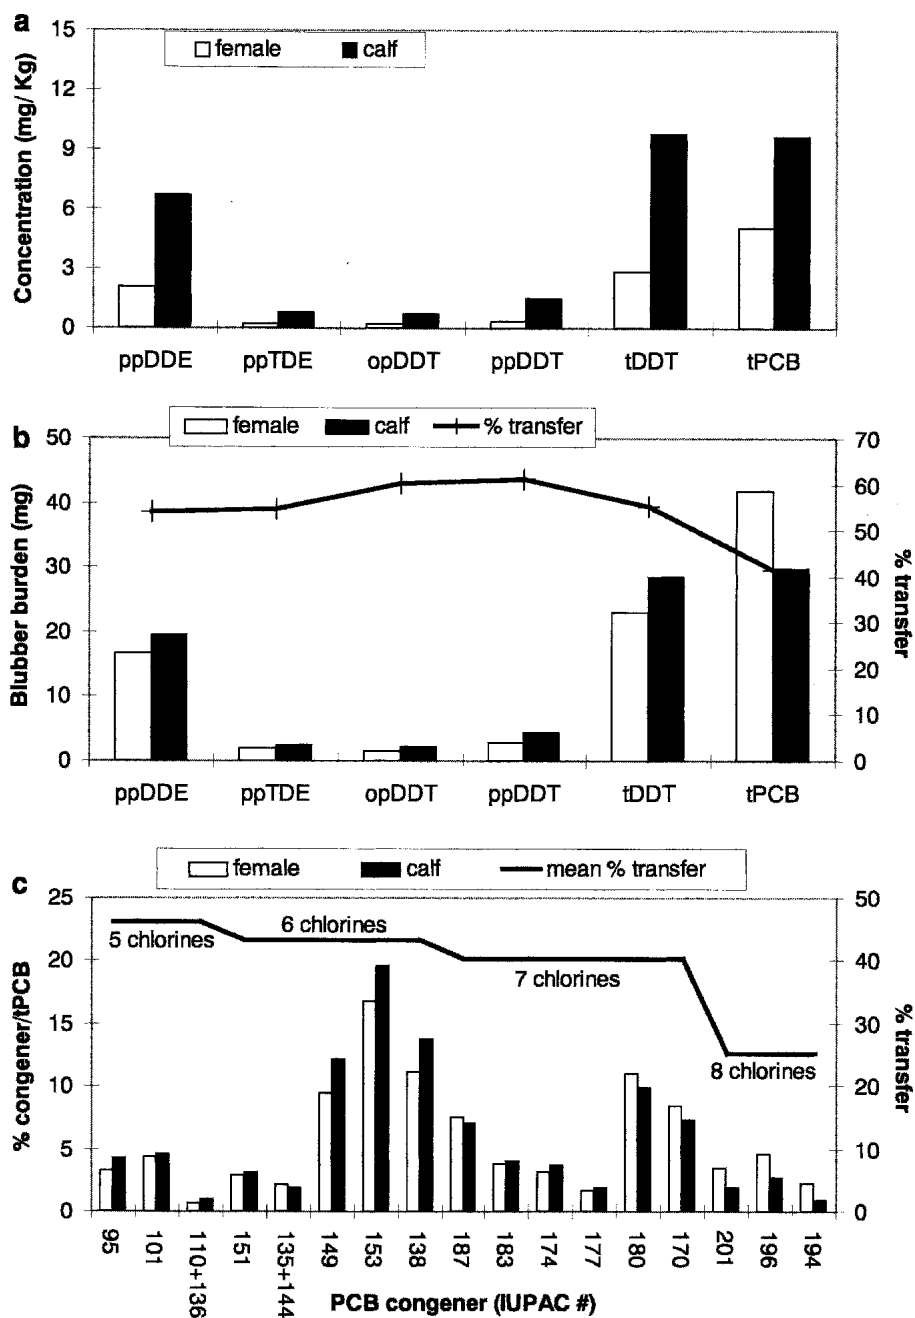 a
female calf
Concentration (mg/ Kg)
15
12
9
6
3
0
ppDDE ppTDE opDDT ppDDT tDDT tPCB
b
female calf % transfer
Blubber burden (mg)
50
40
30
20
10
0
70
60
50
40
30
20
10
0
% transfer
ppDDE ppTDE opDDT ppDDT tDDT tPCB
c
female calf mean % transfer
% congener/tPCB
25
20
15
10
5
0
5 chlorines
6 chlorines
7 chlorines
8 chlorines
50
40
30
20
10
0
% transfer
95 101 110+136 151 135+144 149 153 138 187 183 174 177 180 170 201 196 194
PCB congener (IUPAC #)